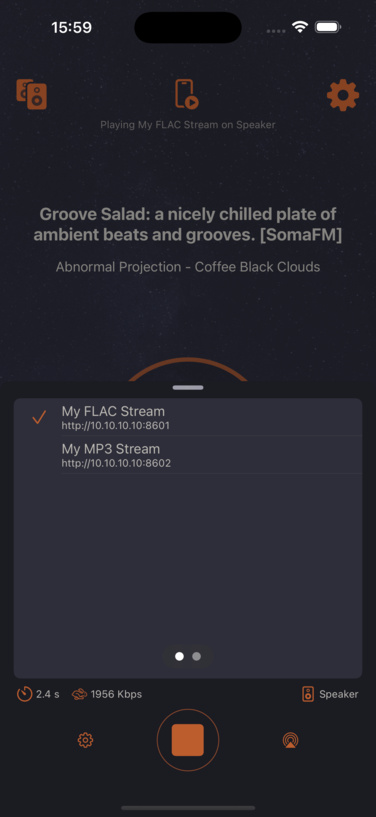 15:59
Playing My FLAC Stream on Speaker
Groove Salad: a nicely chilled plate of
ambient beats and grooves. [SomaFM]
Abnormal Projection - Coffee Black Clouds
My FLAC Stream
http://10.10.10.10:8601
My MP3 Stream
http://10.10.10.10:8602
2.4 s 1956 Kbps Speaker